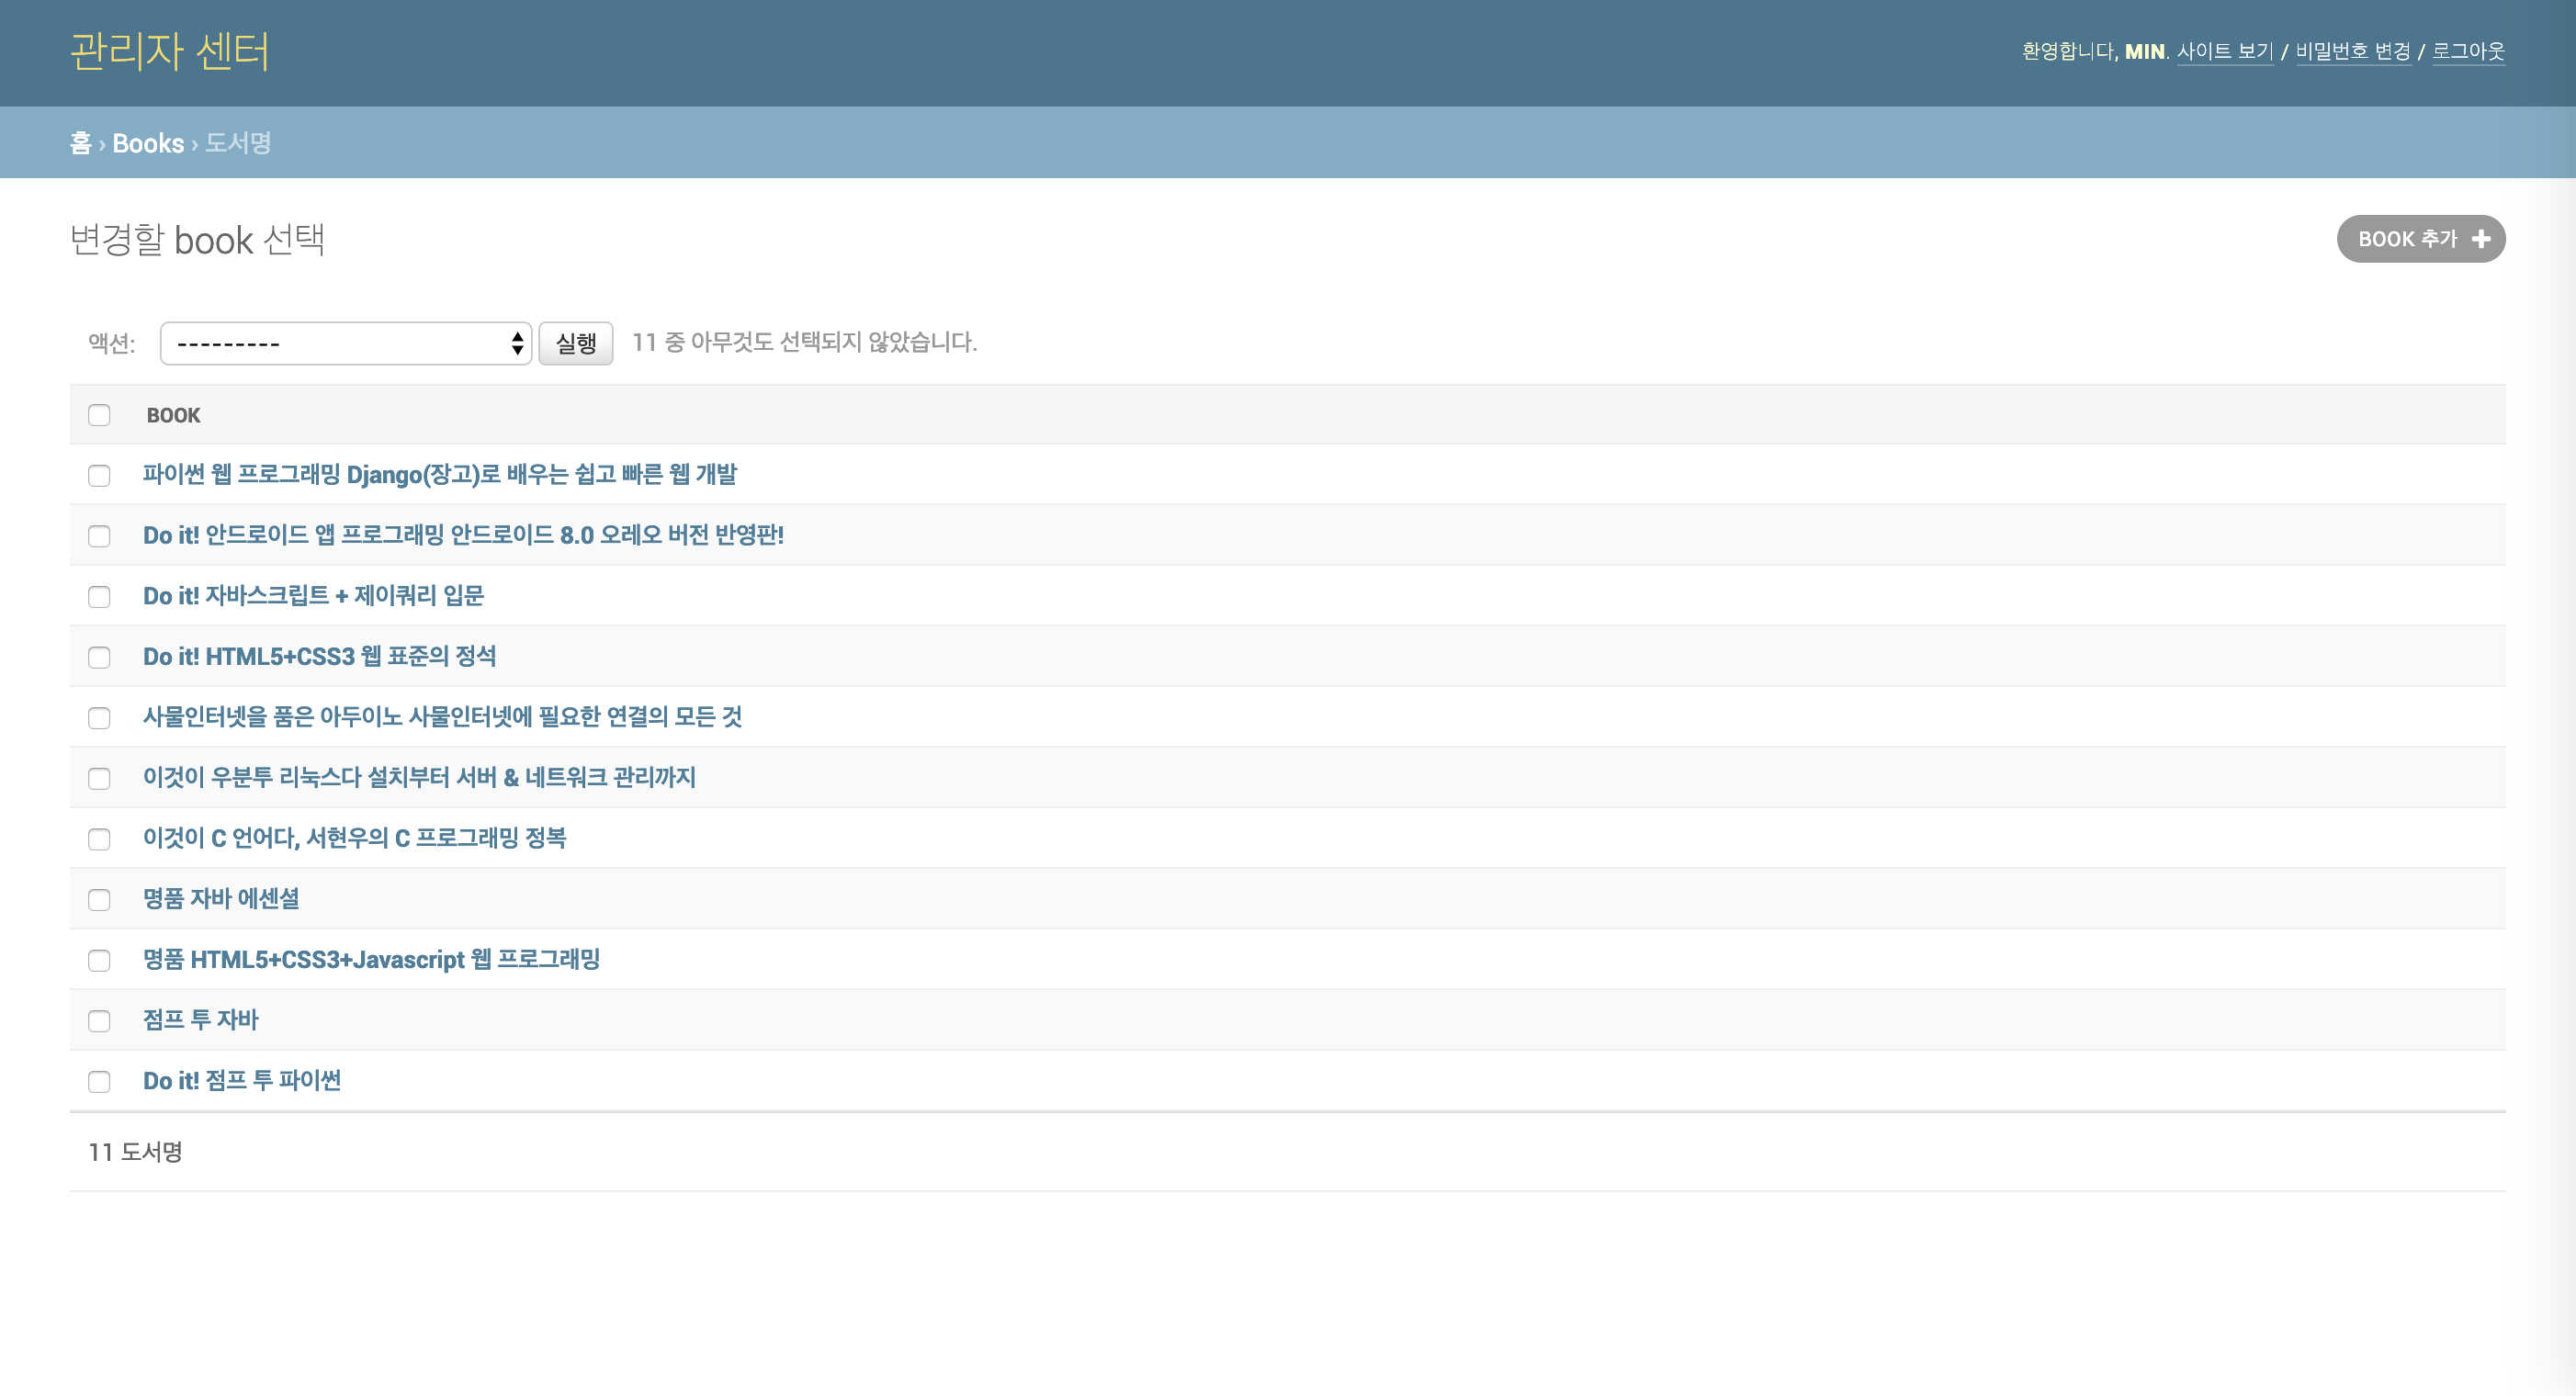 관리자 센터
환영합니다, MIN. 사이트 보기 / 비밀번호 변경 / 로그아웃
홈 › Books › 도서명
변경할 book 선택
BOOK 추가 +
액션: --------- 실행 11 중 아무것도 선택되지 않았습니다.
BOOK
파이썬 웹 프로그래밍 Django(장고)로 배우는 쉽고 빠른 웹 개발
Do it! 안드로이드 앱 프로그래밍 안드로이드 8.0 오레오 버전 반영판!
Do it! 자바스크립트 + 제이쿼리 입문
Do it! HTML5+CSS3 웹 표준의 정석
사물인터넷을 품은 아두이노 사물인터넷에 필요한 연결의 모든 것
이것이 우분투 리눅스다 설치부터 서버 & 네트워크 관리까지
이것이 C 언어다, 서현우의 C 프로그래밍 정복
명품 자바 에센셜
명품 HTML5+CSS3+Javascript 웹 프로그래밍
점프 투 자바
Do it! 점프 투 파이썬
11 도서명